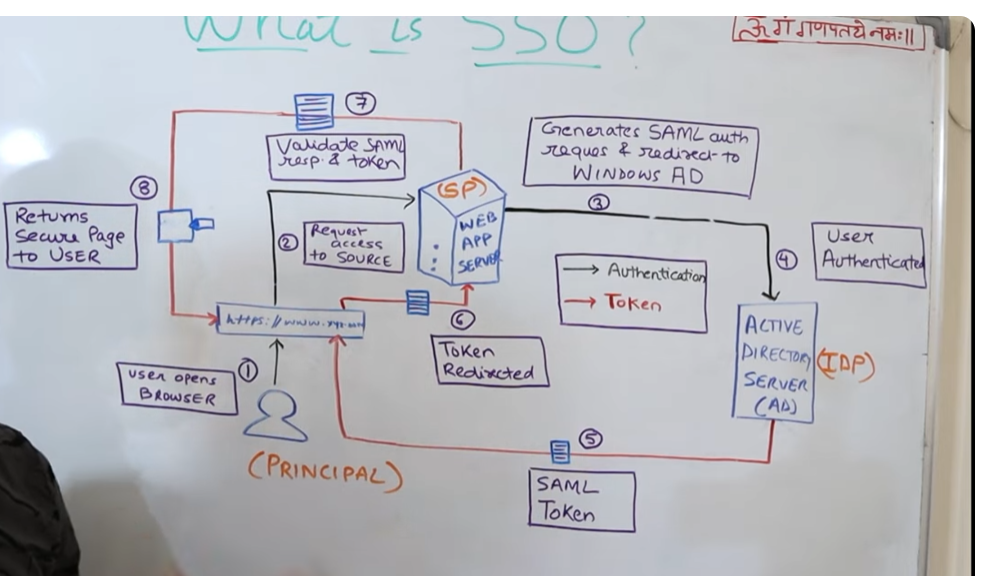 What is SSO?
ॐ गं गणपतये नमः॥
7
Validate SAML
resp. & token
Generates SAML auth
reques & redirect to
WINDOWS AD
8
Returns
Secure Page
to USER
(SP)
WEB
APP
SERVER
3
2
Request
access
to SOURCE
User
Authenticated
4
Authentication
Token
https://www.
6
Token
Redirected
ACTIVE
DIRECTORY
SERVER
(AD)
(IDP)
1
user opens
BROWSER
(PRINCIPAL)
5
SAML
Token